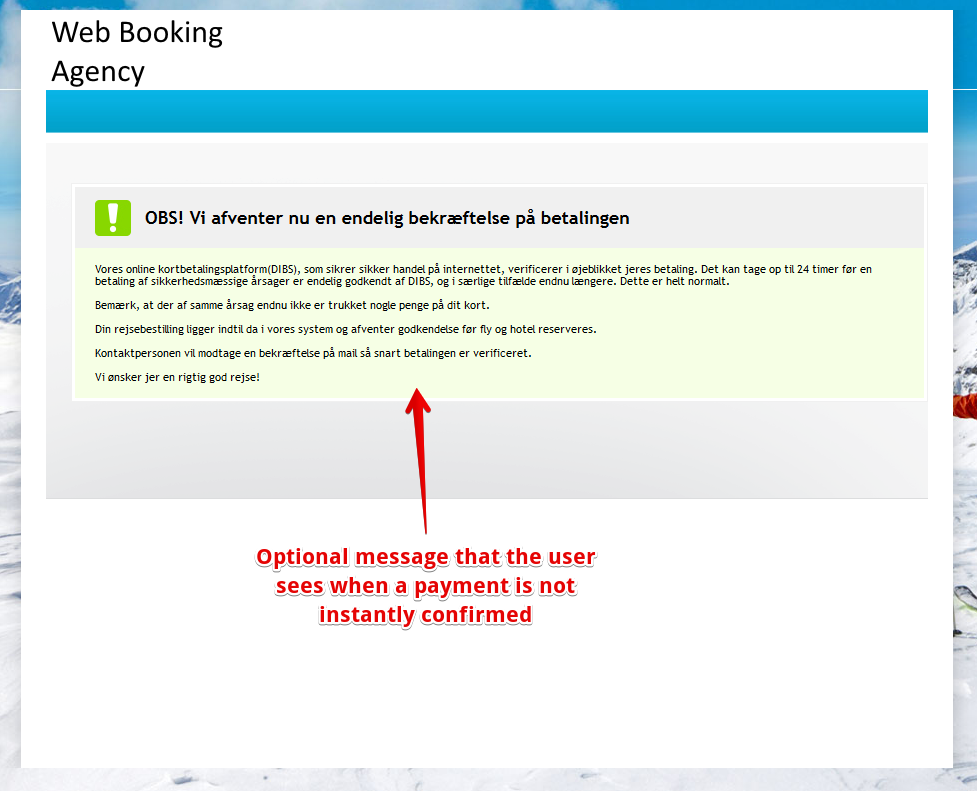 Web Booking
Agency
OBS! Vi afventer nu en endelig bekræftelse på betalingen
Vores online kortbetalingsplatform(DIBS), som sikrer sikker handel på internettet, verificerer i øjeblikket jeres betaling. Det kan tage op til 24 timer før en
betaling af sikkerhedsmæssige årsager er endelig godkendt af DIBS, og i særlige tilfælde endnu længere. Dette er helt normalt.
Bemærk, at der af samme årsag endnu ikke er trukket nogle penge på dit kort.
Din rejsebestilling ligger indtil da i vores system og afventer godkendelse før fly og hotel reserveres.
Kontaktpersonen vil modtage en bekræftelse på mail så snart betalingen er verificeret.
Vi ønsker jer en rigtig god rejse!
Optional message that the user
sees when a payment is not
instantly confirmed